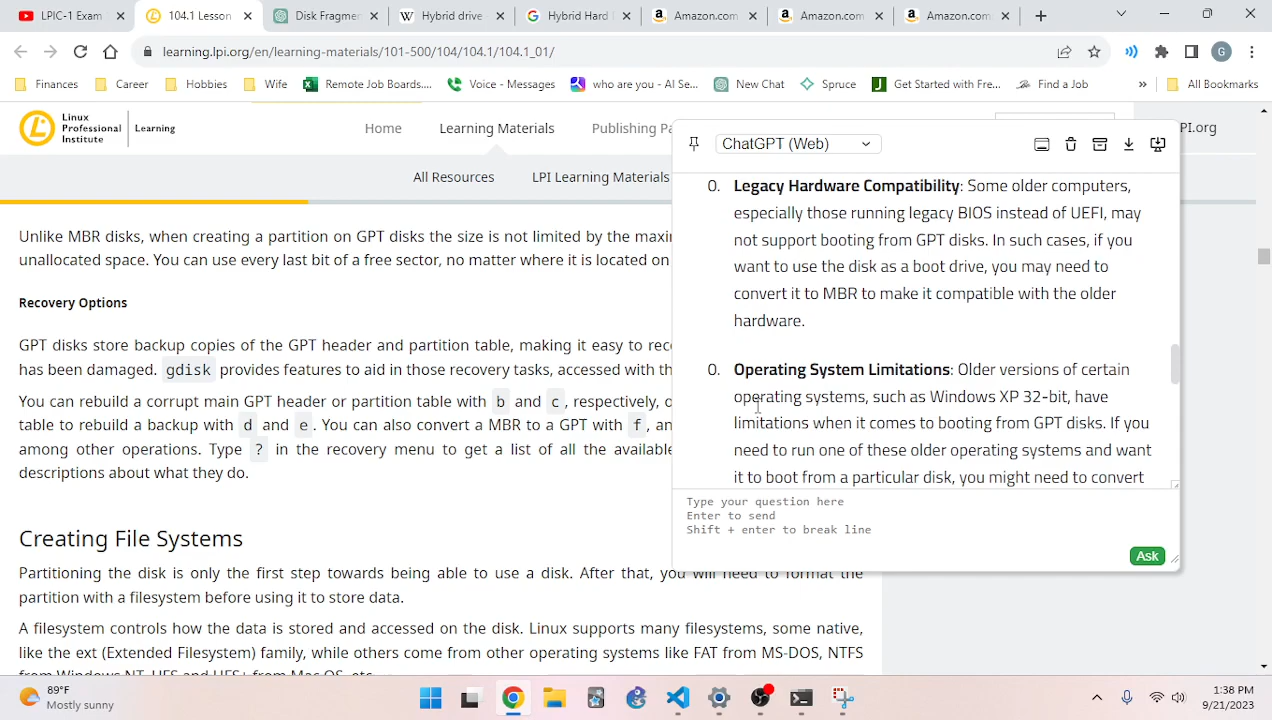 LPIC-1 Exam
104.1 Lesson
Disk Fragme
Hybrid drive
Hybrid Hard
Amazon.com
Amazon.com
Amazon.com
learning.lpi.org/en/learning-materials/101-500/104/104.1/104.1_01/
G
Finances
Career
Hobbies
Wife
Remote Job Boards....
Voice - Messages
who are you - AI Se...
New Chat
Spruce
Get Started with Fre...
Find a Job
»
All Bookmarks
Linux
Professional
Institute
Learning
Home
Learning Materials
Publishing Pa
PI.org
All Resources
LPI Learning Materials
Unlike MBR disks, when creating a partition on GPT disks the size is not limited by the maxi
unallocated space. You can use every last bit of a free sector, no matter where it is located on
Recovery Options
GPT disks store backup copies of the GPT header and partition table, making it easy to reco
has been damaged. gdisk provides features to aid in those recovery tasks, accessed with th
You can rebuild a corrupt main GPT header or partition table with b and c, respectively, o
table to rebuild a backup with d and e. You can also convert a MBR to a GPT with f, an
among other operations. Type ? in the recovery menu to get a list of all the available
descriptions about what they do.
Creating File Systems
Partitioning the disk is only the first step towards being able to use a disk. After that, you will need to format the
partition with a filesystem before using it to store data.
A filesystem controls how the data is stored and accessed on the disk. Linux supports many filesystems, some native,
like the ext (Extended Filesystem) family, while others come from other operating systems like FAT from MS-DOS, NTFS
from Windows NT, HFS and HFS+ from Mac OS, etc.
ChatGPT (Web)
0. Legacy Hardware Compatibility: Some older computers,
especially those running legacy BIOS instead of UEFI, may
not support booting from GPT disks. In such cases, if you
want to use the disk as a boot drive, you may need to
convert it to MBR to make it compatible with the older
hardware.
0. Operating System Limitations: Older versions of certain
operating systems, such as Windows XP 32-bit, have
limitations when it comes to booting from GPT disks. If you
need to run one of these older operating systems and want
it to boot from a particular disk, you might need to convert
Type your question here
Enter to send
Shift + enter to break line
Ask
89°F
Mostly sunny
1:38 PM
9/21/2023